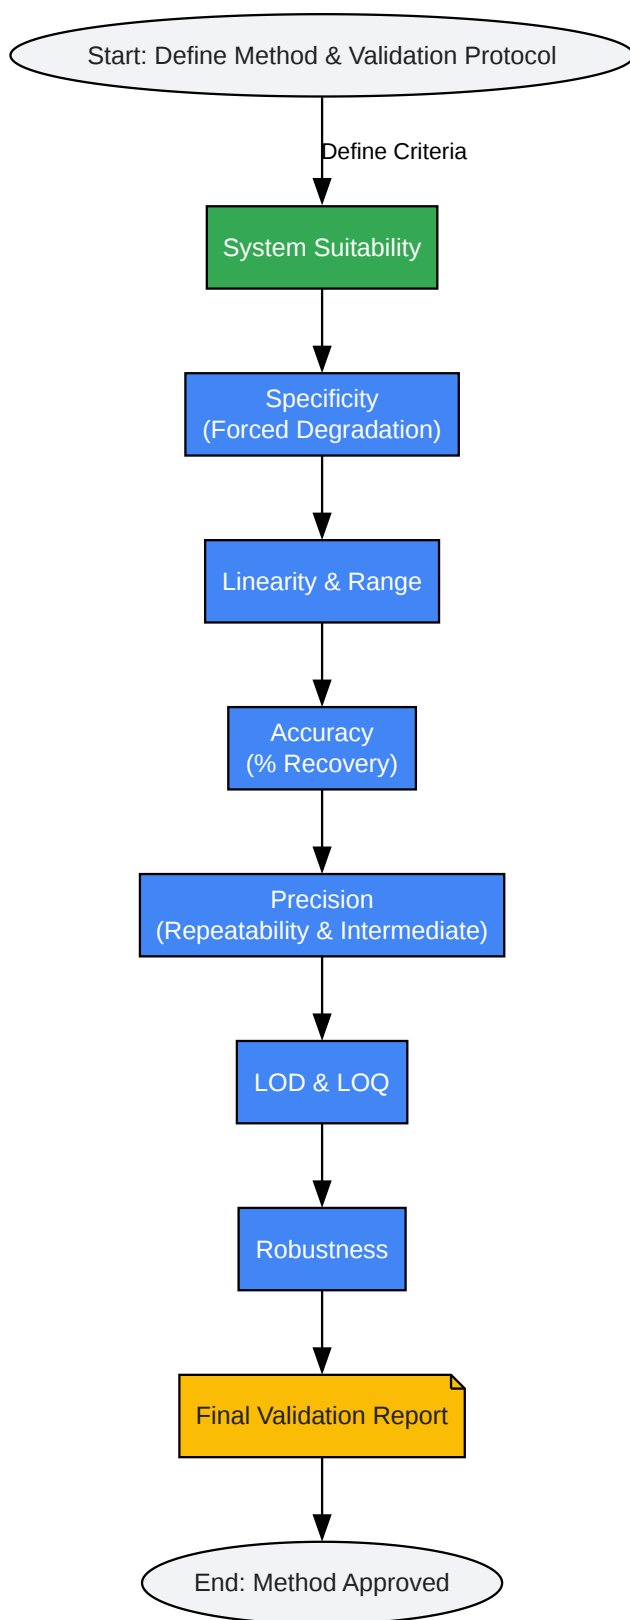 Start: Define Method & Validation Protocol
Define Criteria
System Suitability
Specificity
(Forced Degradation)
Linearity & Range
Accuracy
(% Recovery)
Precision
(Repeatability & Intermediate)
LOD & LOQ
Robustness
Final Validation Report
End: Method Approved